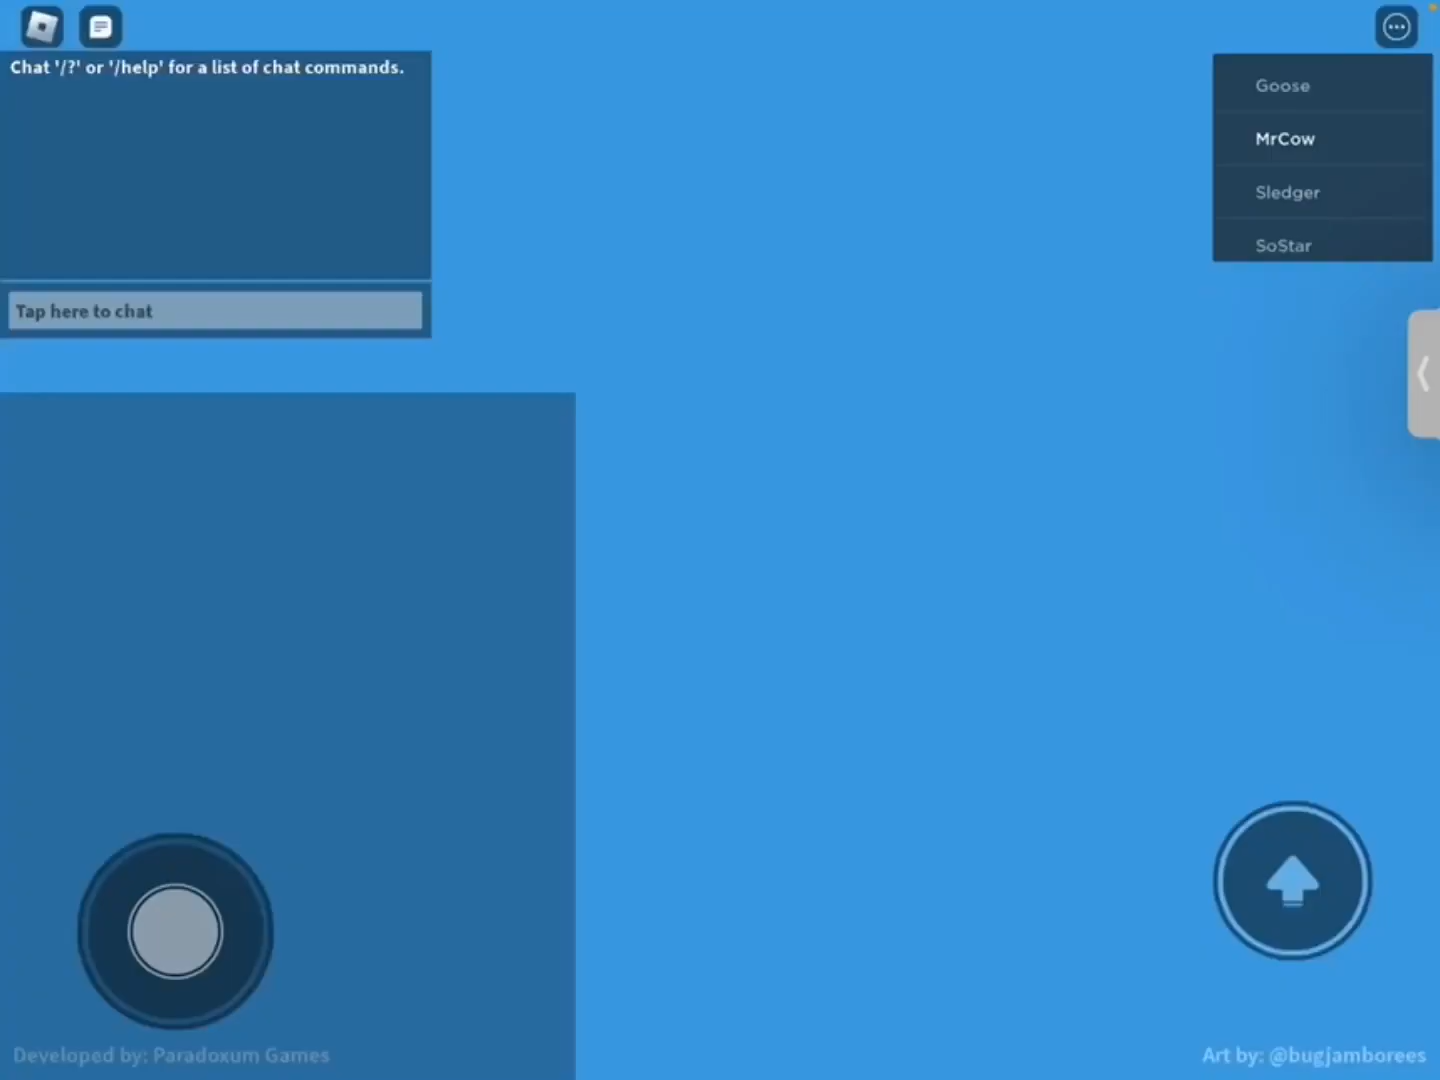 Chat '/?' or '/help' for a list of chat commands.
Tap here to chat
Goose
MrCow
Sledger
SoStar
Developed by: Paradoxum Games
Art by: @bugjamborees